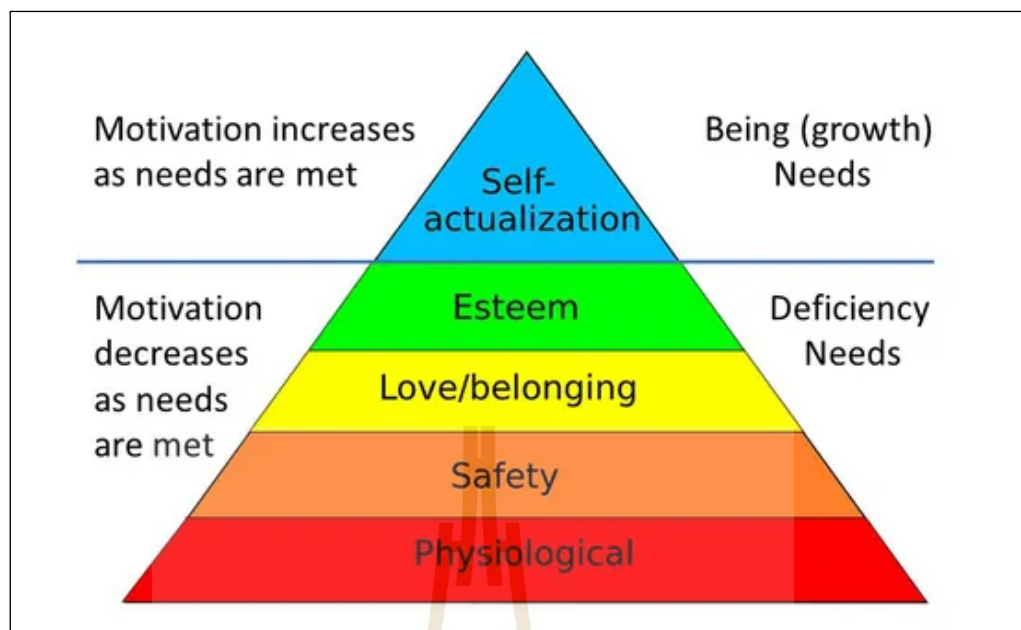 Motivation increases
as needs are met
Being (growth)
Needs
Self-
actualization
Motivation
decreases
as needs
are met
Deficiency
Needs
Esteem
Love/belonging
Safety
Physiological